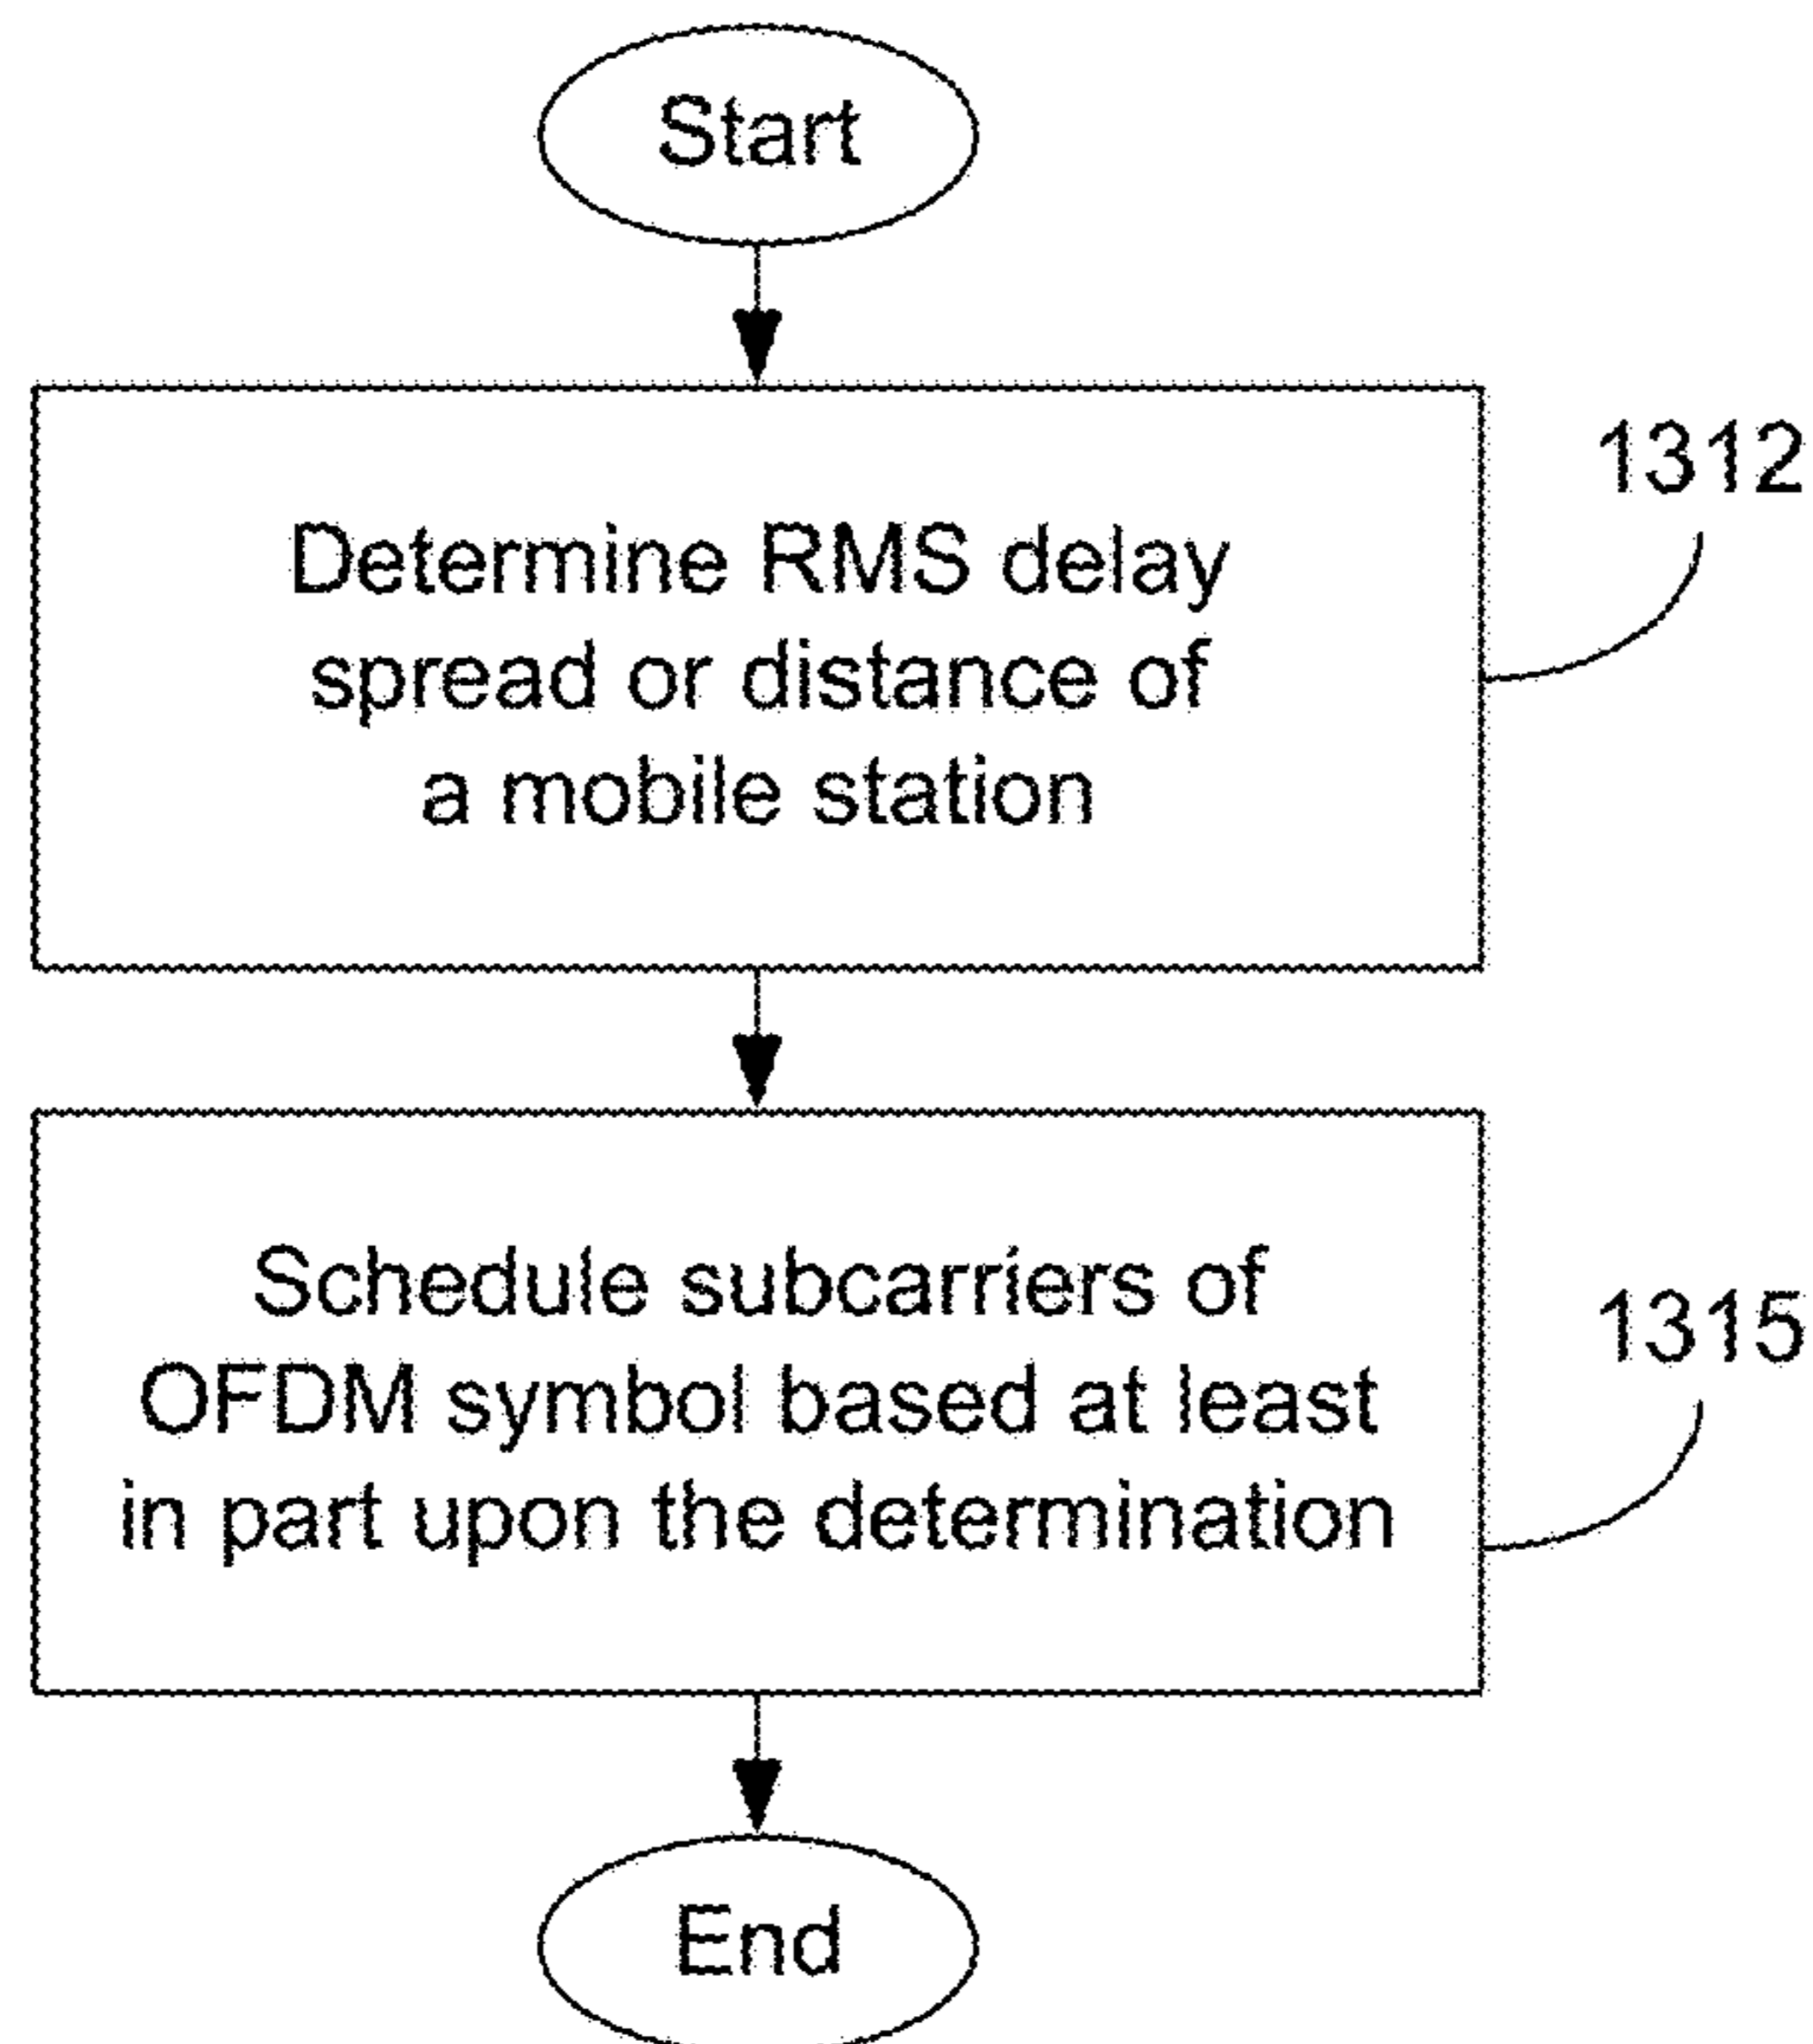 Start
1312
Determine RMS delay
spread or distance of
a mobile station
Schedule subcarriers of
1315
OFDM symbol based at least
in part upon the determination
End